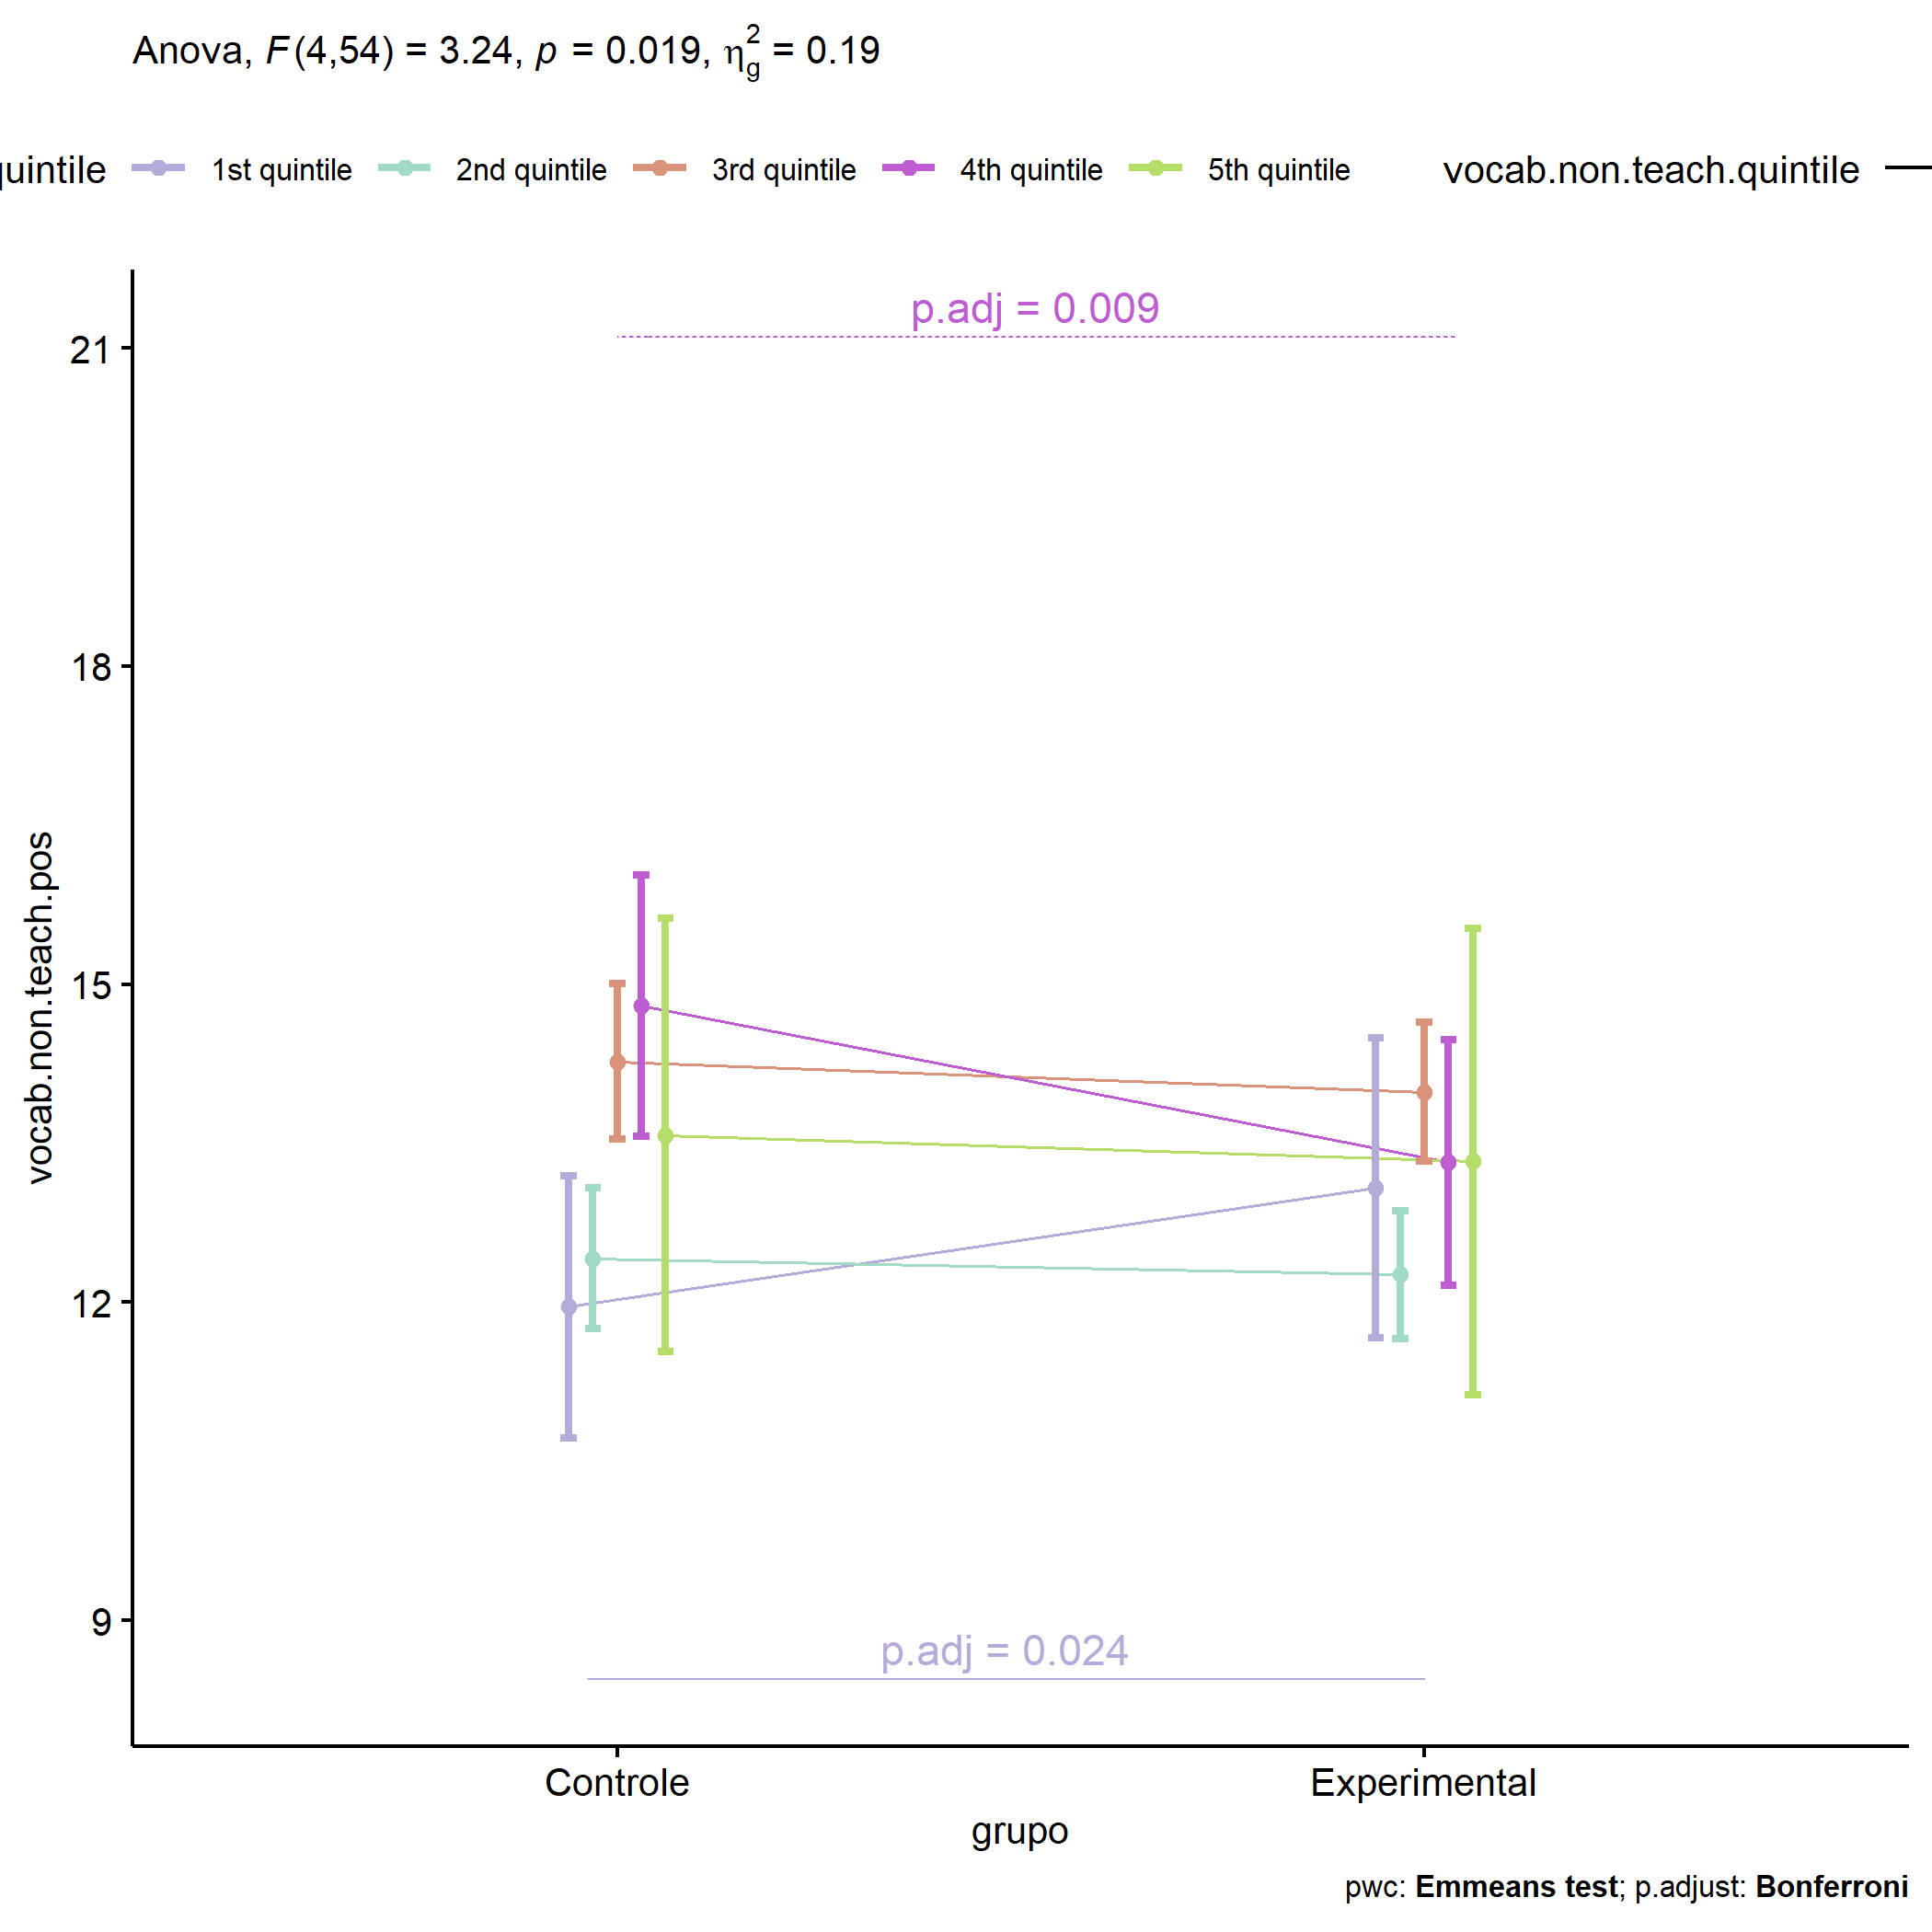 Anova, F(4,54) = 3.24, p = 0.019, η²g = 0.19
quintile 1st quintile 2nd quintile 3rd quintile 4th quintile 5th quintile vocab.non.teach.quintile
p.adj = 0.009
21
18
15
12
9
vocab.non.teach.pos
p.adj = 0.024
Controle Experimental
grupo
pwc: Emmeans test; p.adjust: Bonferroni